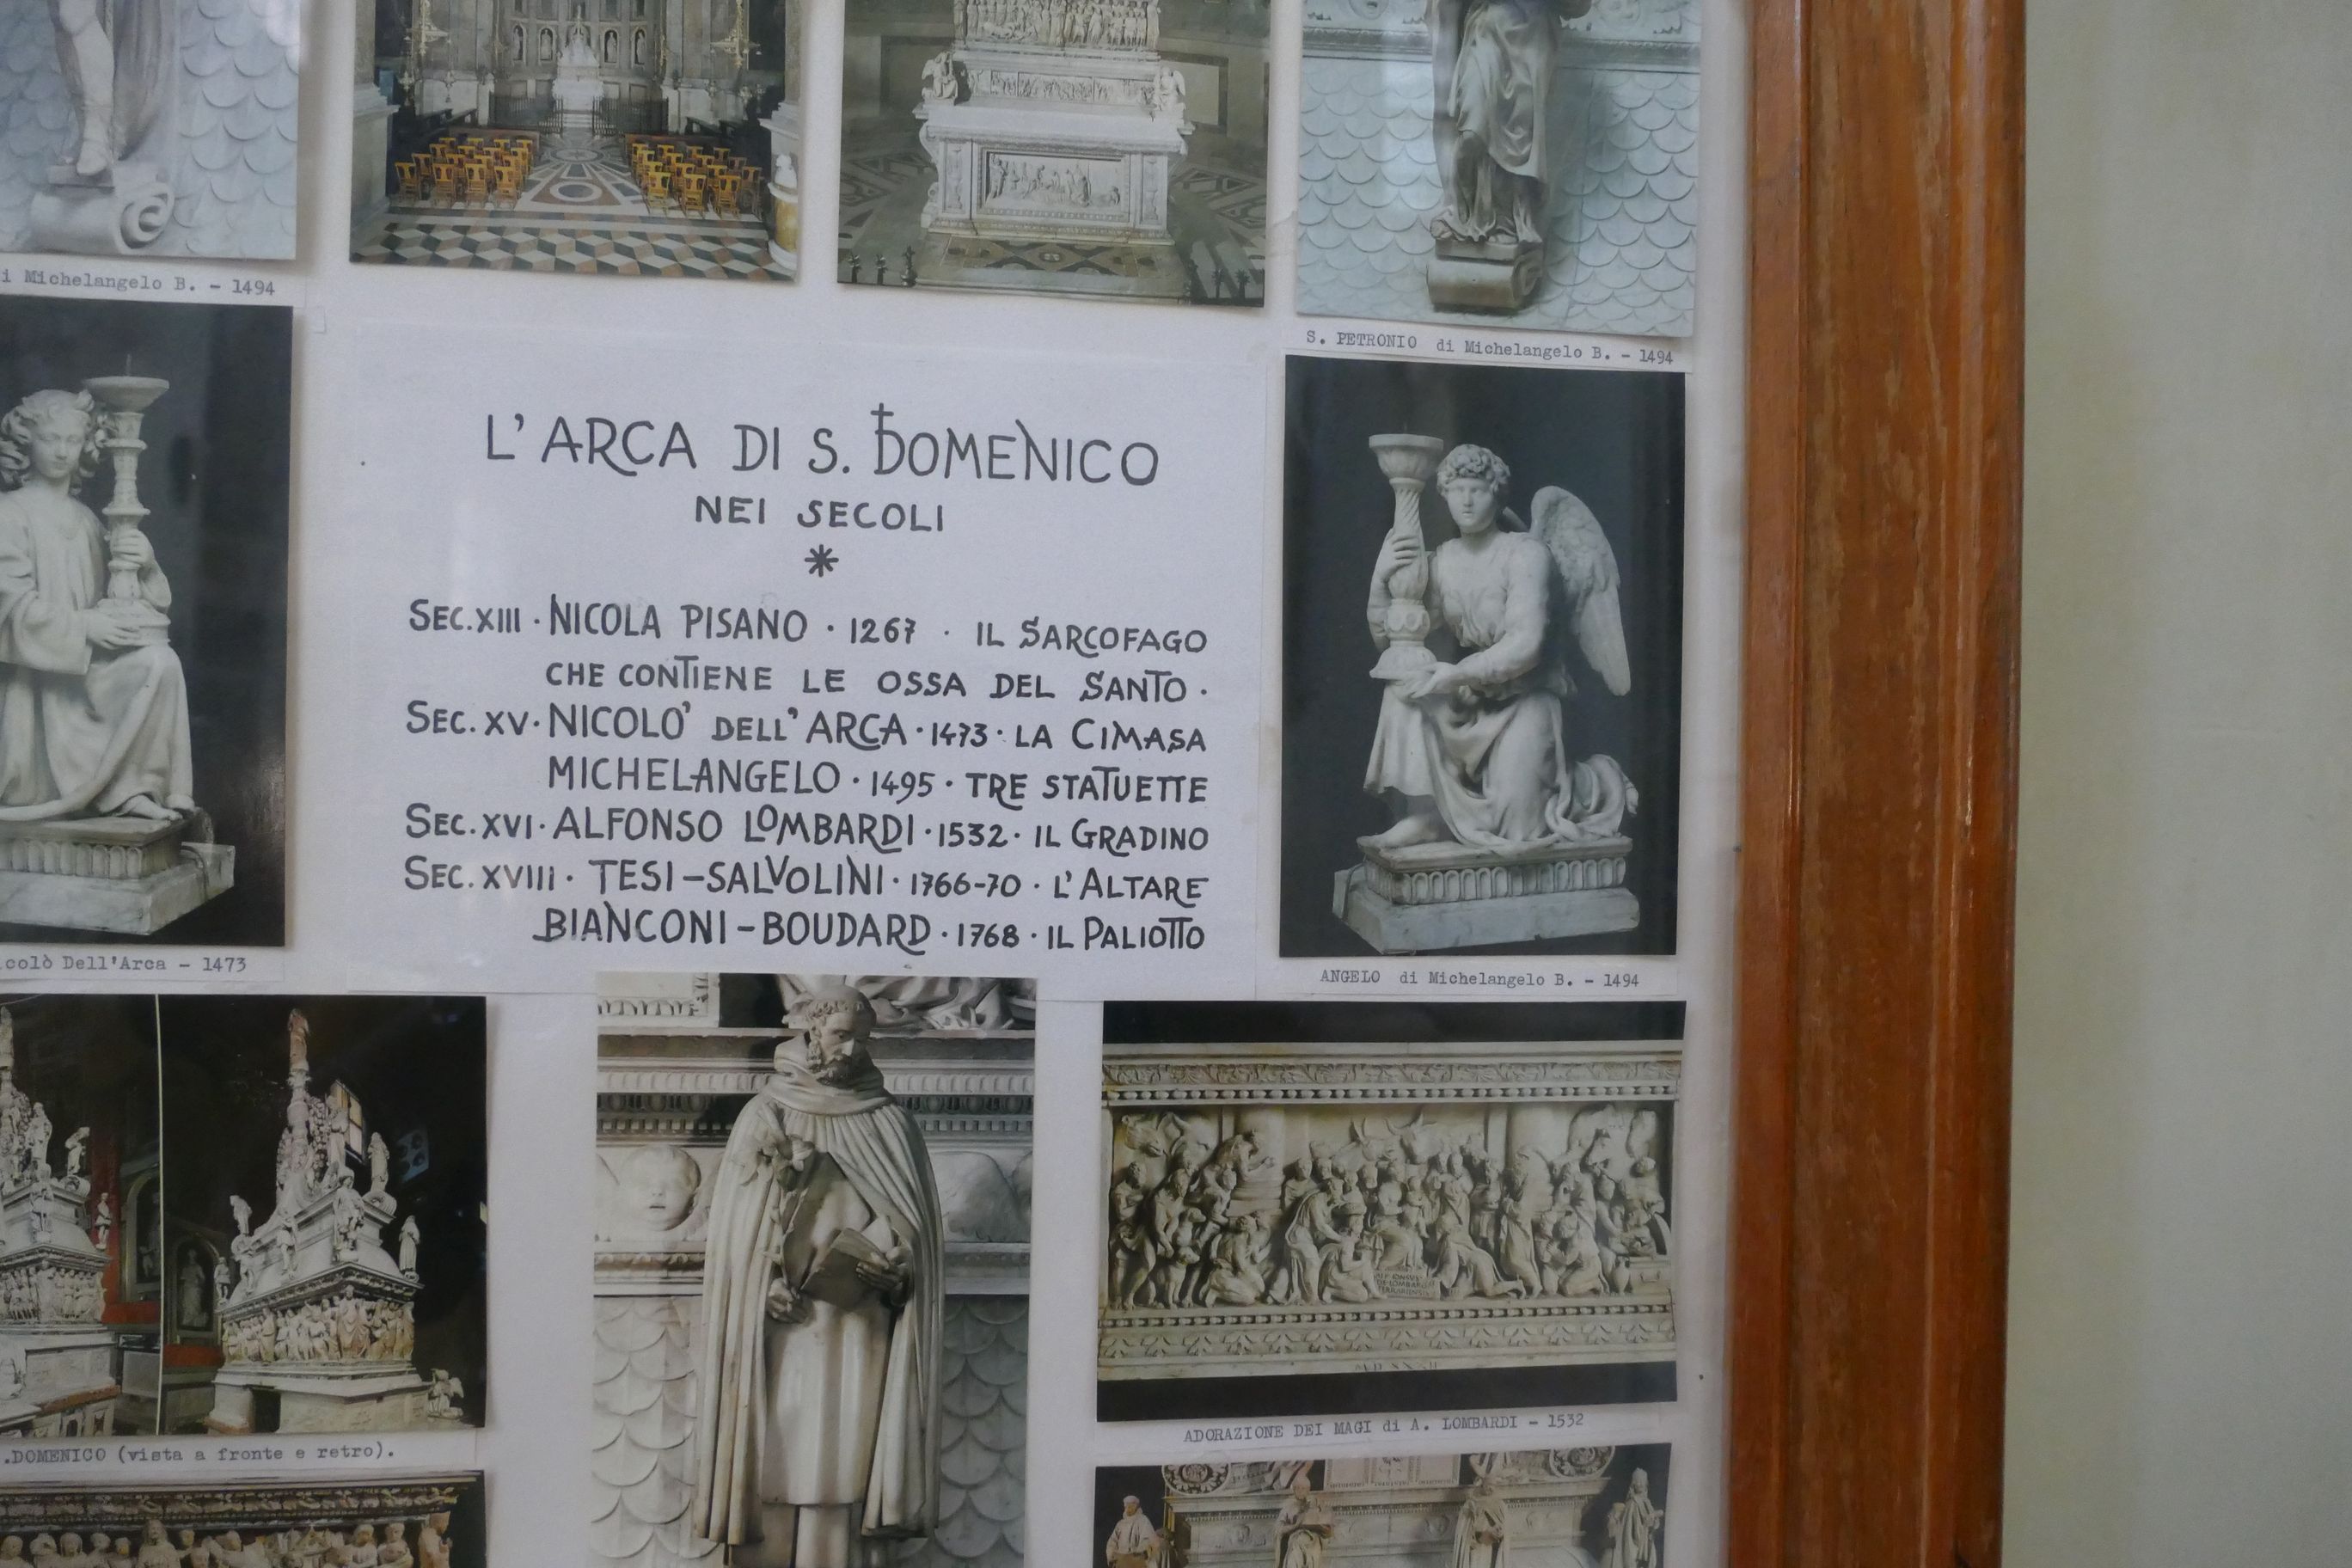 i Michelangelo B. - 1494
S. PETRONIO di Michelangelo B. - 1494
L'ARCA DI S. DOMENICO
NEI SECOLI
*
SEC. XIII · NICOLA PISANO · 1267 · IL SARCOFAGO
CHE CONTIENE LE OSSA DEL SANTO ·
SEC. XV · NICOLO' DELL'ARCA · 1473 · LA CIMASA
MICHELANGELO · 1495 · TRE STATUETTE
SEC. XVI · ALFONSO LOMBARDI · 1532 · IL GRADINO
SEC. XVIII · TESI-SALVOLINI · 1766-70 · L'ALTARE
BIANCONI-BOUDARD · 1768 · IL PALIOTTO
colò Dell'Arca - 1473
ANGELO di Michelangelo B. - 1494
ADORAZIONE DEI MAGI di A. LOMBARDI - 1532
.DOMENICO (vista a fronte e retro).